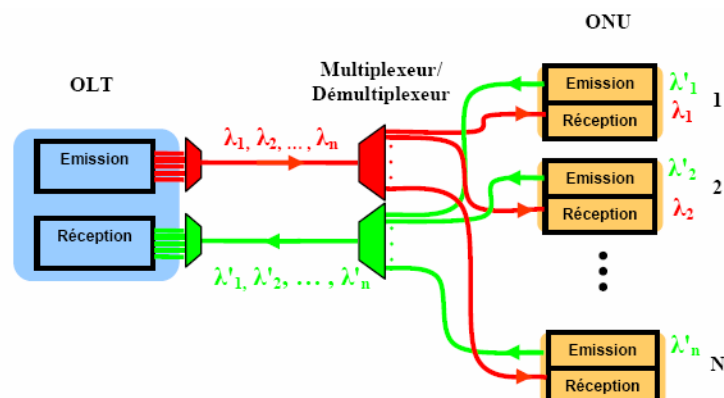 ONU
OLT
Multiplexeur/
Démultiplexeur
Emission
λ'1
1
Réception
λ1
λ1, λ2, ..., λn
Emission
Emission
λ'2
2
Réception
λ2
Réception
λ'1, λ'2, ... , λ'n
Emission
λ'n
N
Réception